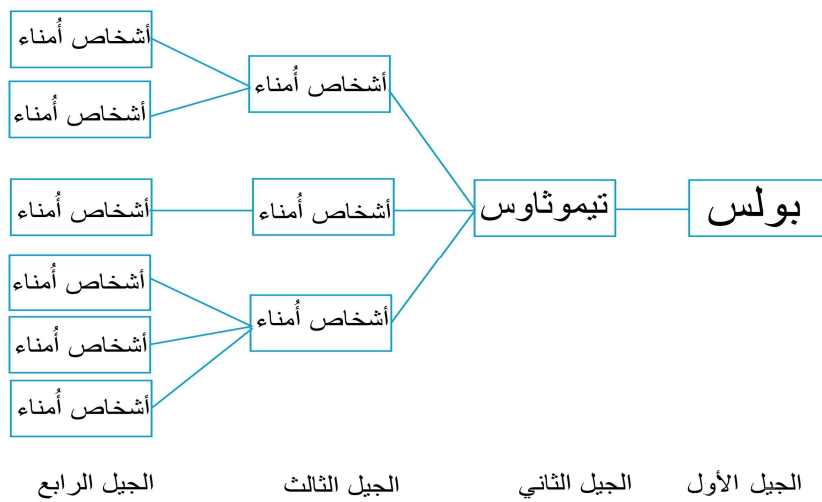 بولس
تيموثاوس
أشخاص أُمناء
أشخاص أُمناء
أشخاص أُمناء
أشخاص أُمناء
أشخاص أُمناء
أشخاص أُمناء
أشخاص أُمناء
أشخاص أُمناء
أشخاص أُمناء
الجيل الأول
الجيل الثاني
الجيل الثالث
الجيل الرابع